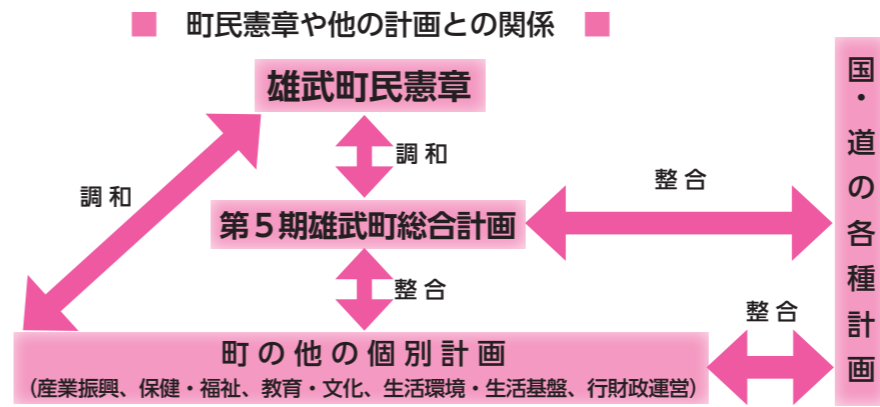 ■ 町民憲章や他の計画との関係 ■
雄武町民憲章
調和
調和
整合
第5期雄武町総合計画
整合
整合
町の他の個別計画
（産業振興、保健・福祉、教育・文化、生活環境・生活基盤、行財政運営）
国・道の各種計画